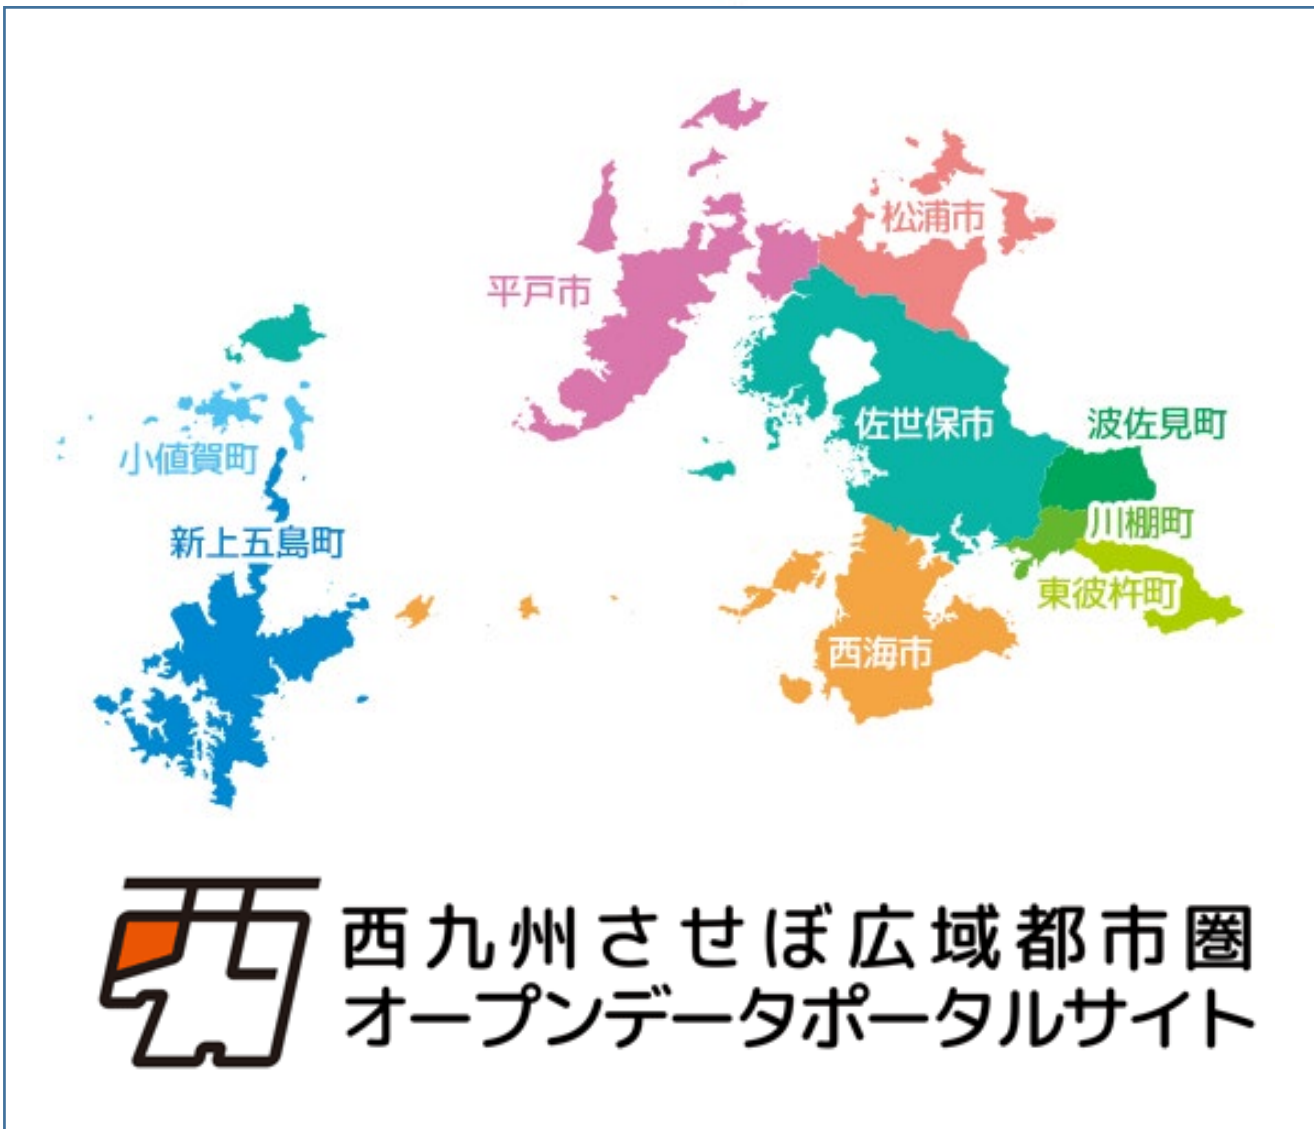 松浦市
平戸市
佐世保市
波佐見町
小値賀町
川棚町
新上五島町
東彼杵町
西海市
西九州させぼ広域都市圏
オープンデータポータルサイト